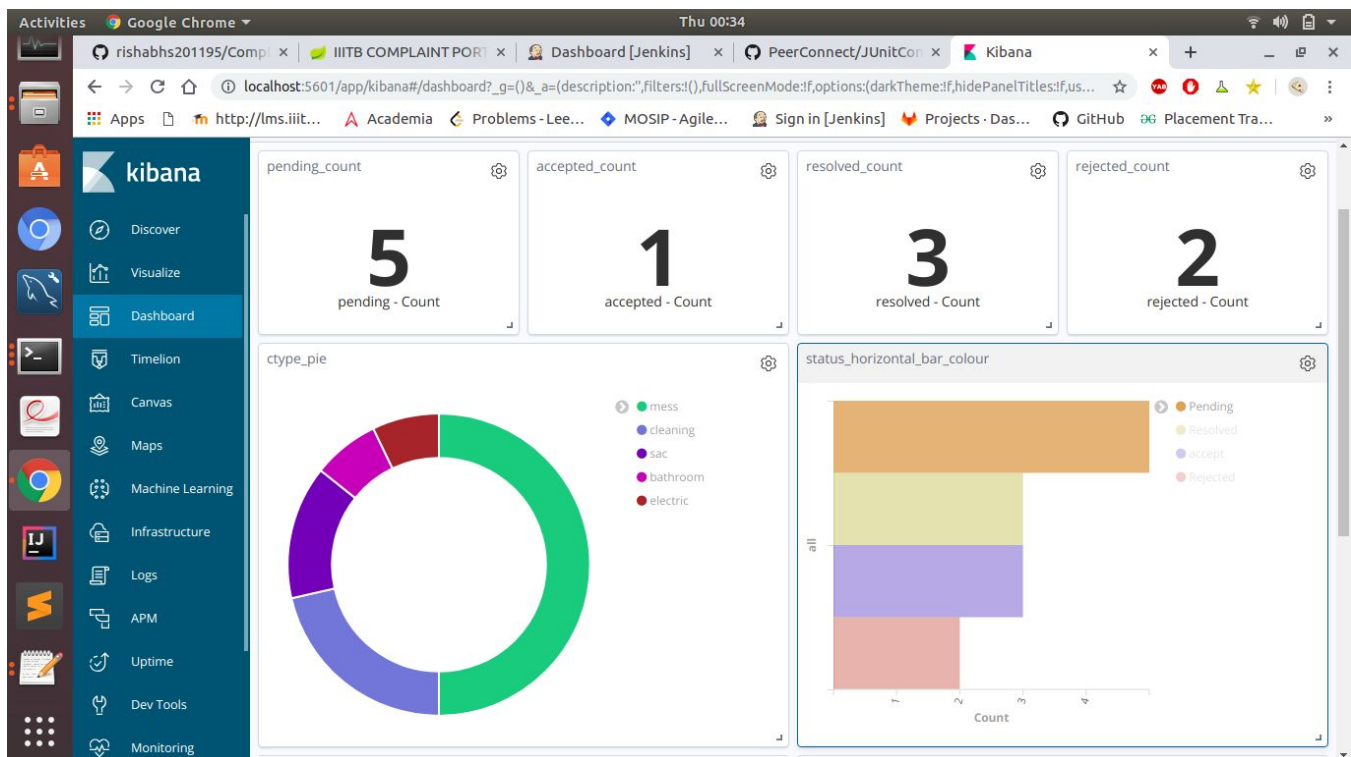 Activities Google Chrome Thu 00:34
rishabhs201195/Compl IIITB COMPLAINT PORT Dashboard [Jenkins] PeerConnect/JUnitCon Kibana
localhost:5601/app/kibana#/dashboard?_g=()&_a=(description:'',filters:!(),fullScreenMode:!f,options:(darkTheme:!f,hidePanelTitles:!f,us...
Apps http://lms.iiit... Academia Problems - Lee... MOSIP - Agile... Sign in [Jenkins] Projects · Das... GitHub Placement Tra... »
kibana
Discover
Visualize
Dashboard
Timelion
Canvas
Maps
Machine Learning
Infrastructure
Logs
APM
Uptime
Dev Tools
Monitoring
pending_count
5
pending - Count
accepted_count
1
accepted - Count
resolved_count
3
resolved - Count
rejected_count
2
rejected - Count
ctype_pie
mess
cleaning
sac
bathroom
electric
status_horizontal_bar_colour
Pending
Resolved
accept
Rejected
all
1 2 3 4
Count